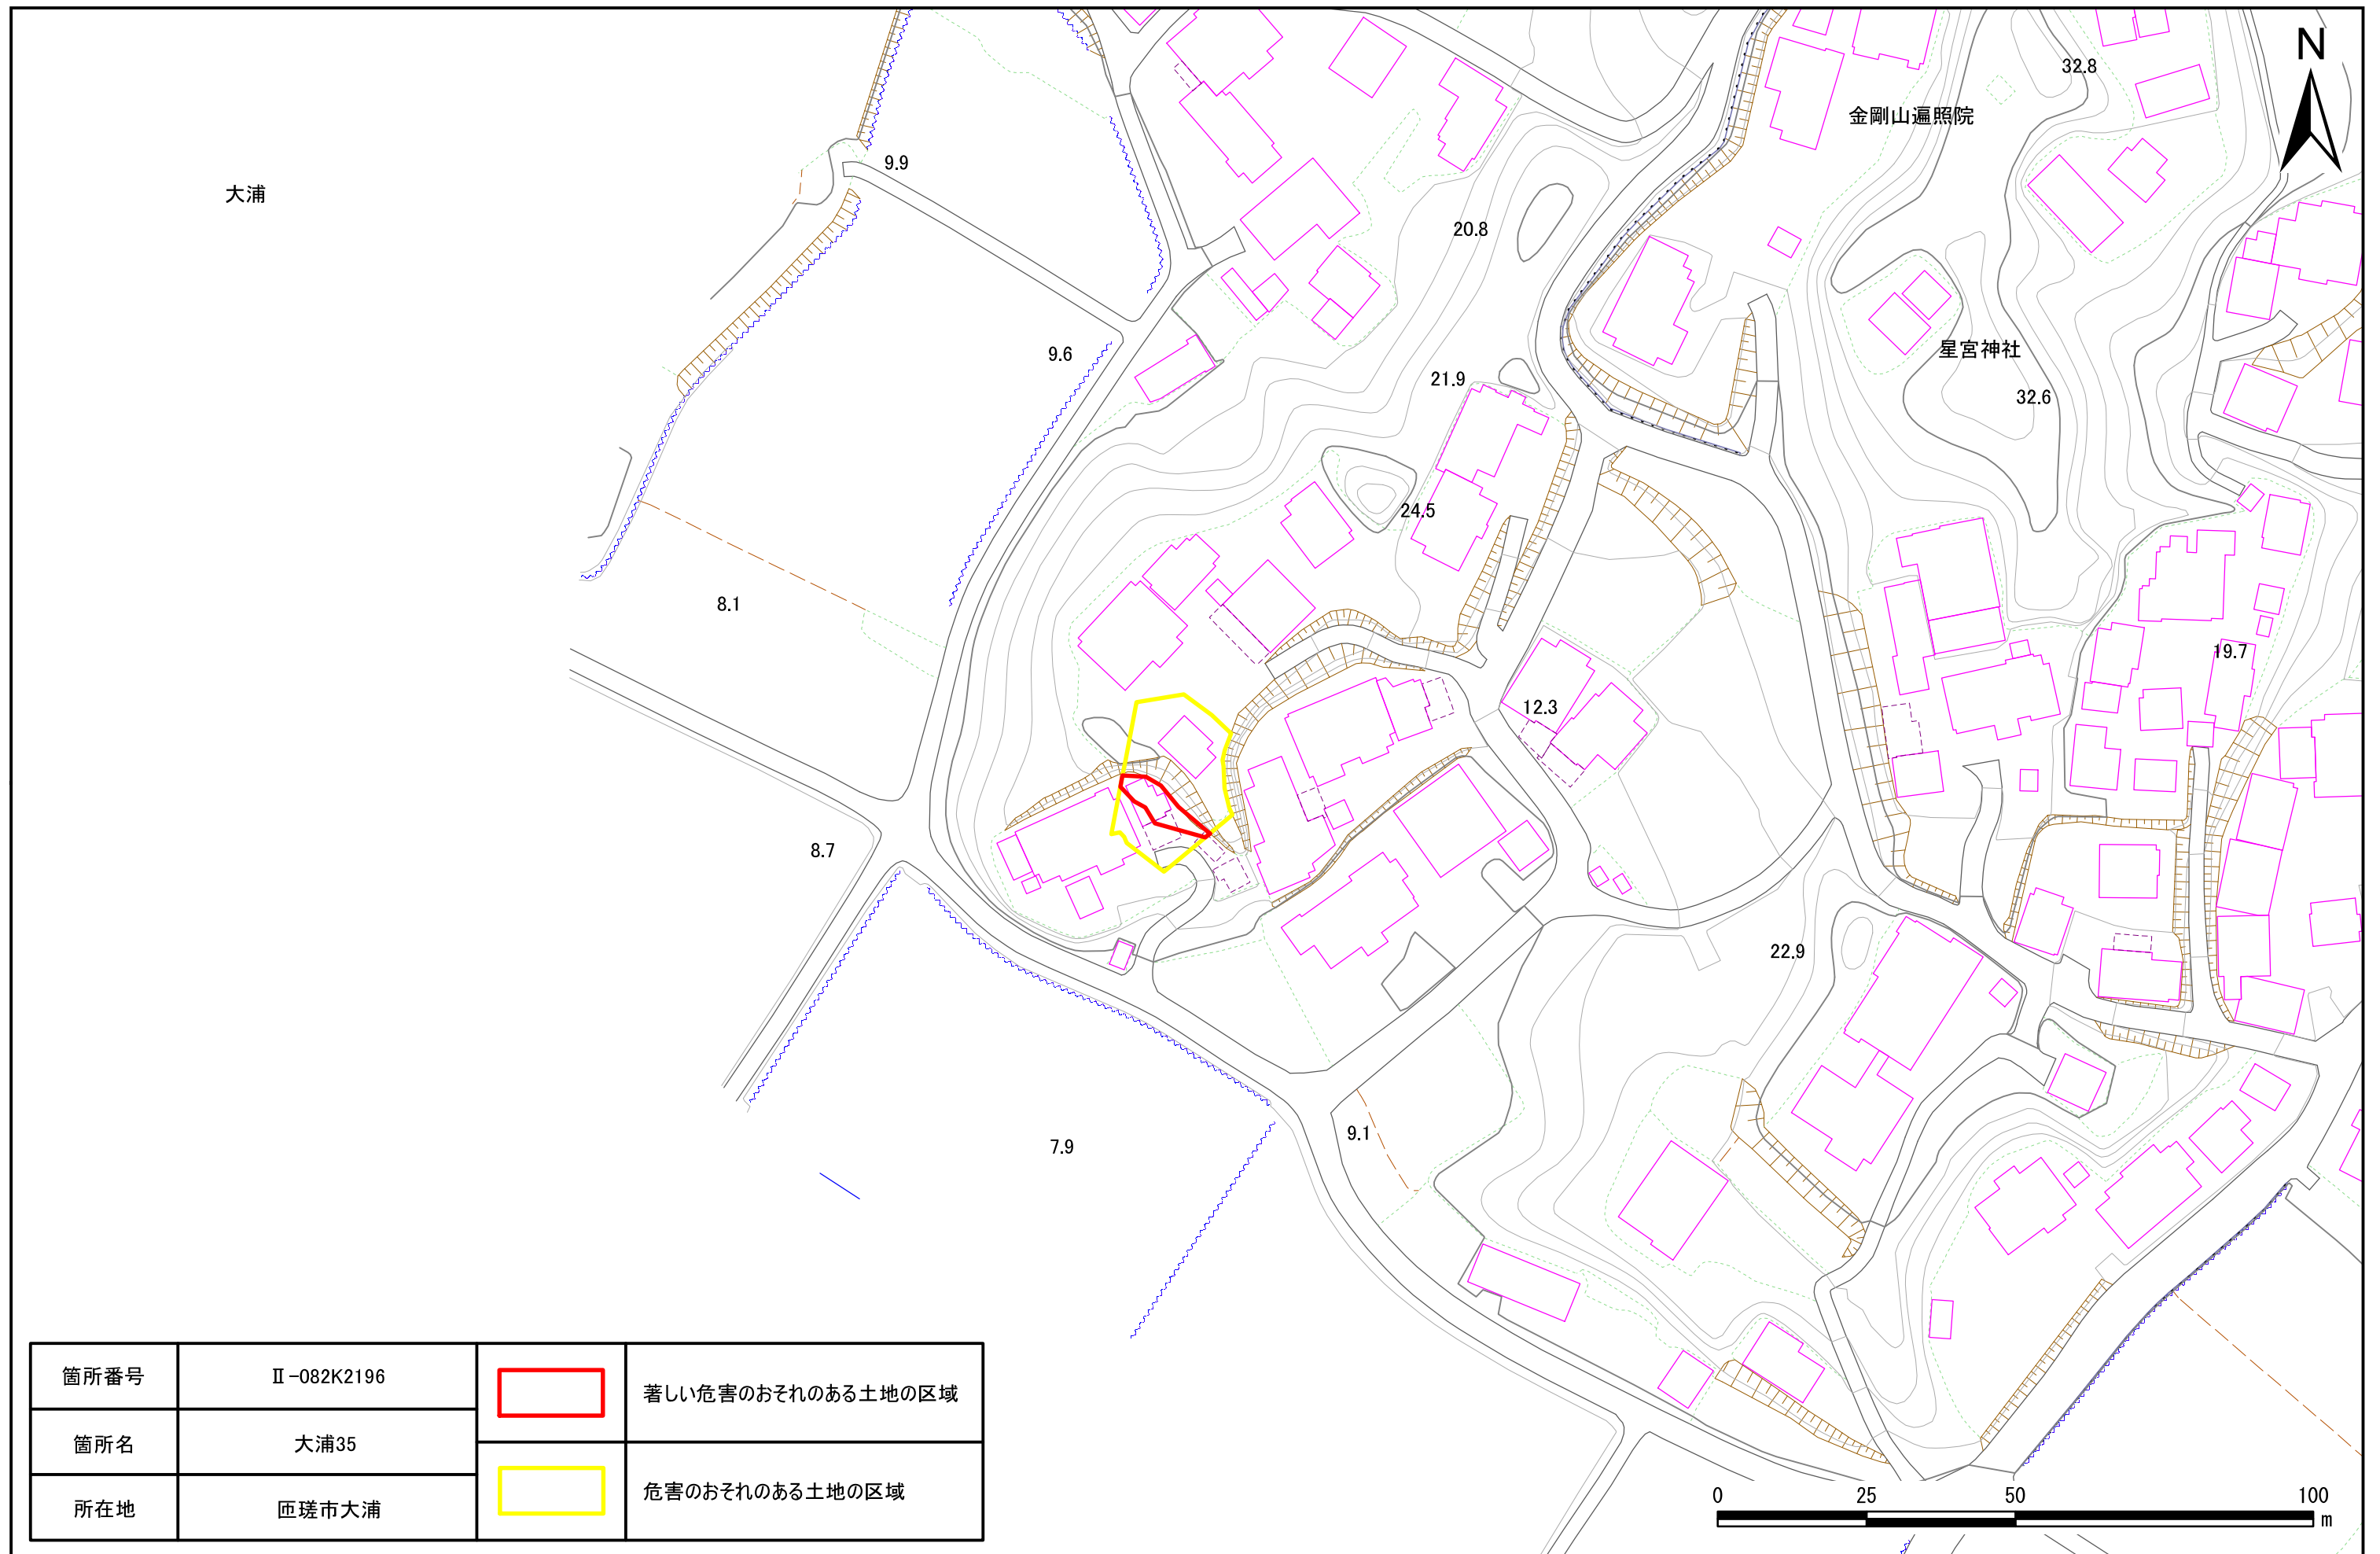 N
32.8
金剛山遍照院
9.9
大浦
20.8
星宮神社
9.6
21.9
32.6
24.5
8.1
19.7
12.3
8.7
22.9
9.1
7.9
箇所番号 Ⅱ-082K2196
箇所名 大浦35
所在地 匝瑳市大浦
著しい危害のおそれのある土地の区域
危害のおそれのある土地の区域
0 25 50 100
m